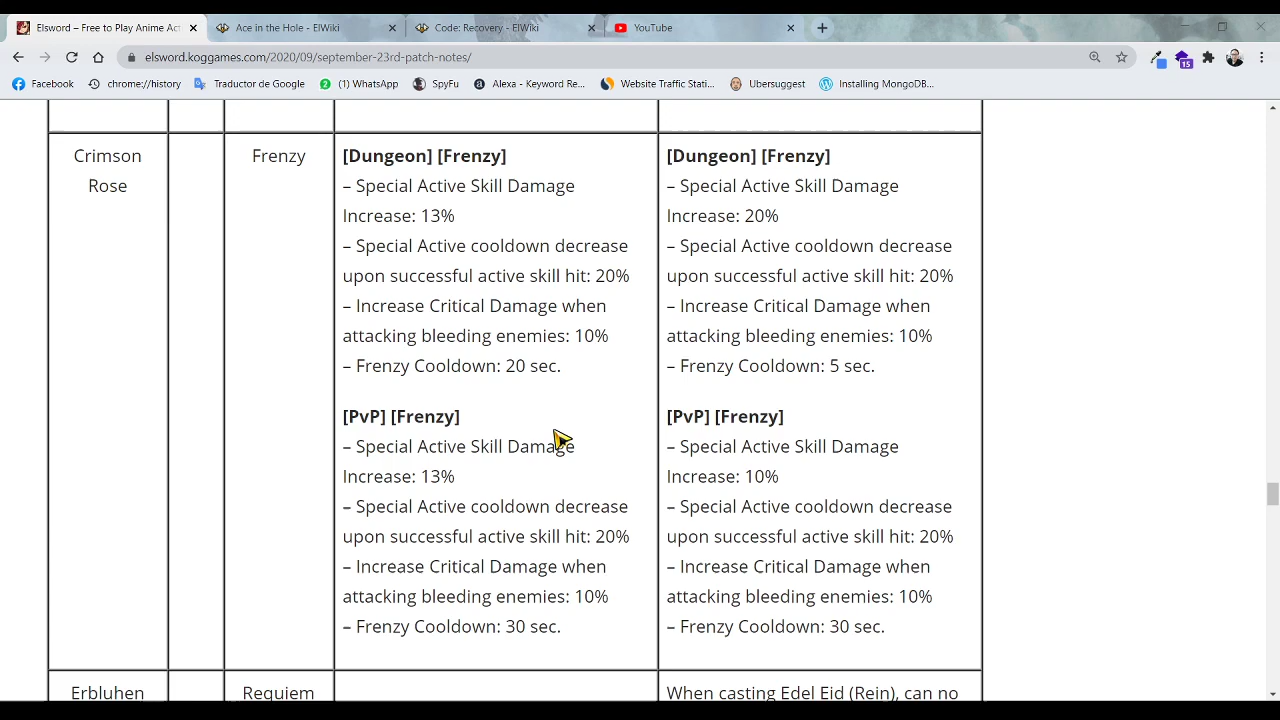 Elsword – Free to Play Anime Act
Ace in the Hole - ElWiki
Code: Recovery - ElWiki
YouTube
elsword.koggames.com/2020/09/september-23rd-patch-notes/
15
Facebook
chrome://history
Traductor de Google
2
(1) WhatsApp
SpyFu
Alexa - Keyword Re...
Website Traffic Stati...
Ubersuggest
Installing MongoDB...
Crimson
Rose
Frenzy
[Dungeon] [Frenzy]
– Special Active Skill Damage
Increase: 13%
– Special Active cooldown decrease
upon successful active skill hit: 20%
– Increase Critical Damage when
attacking bleeding enemies: 10%
– Frenzy Cooldown: 20 sec.
[PvP] [Frenzy]
– Special Active Skill Damage
Increase: 13%
– Special Active cooldown decrease
upon successful active skill hit: 20%
– Increase Critical Damage when
attacking bleeding enemies: 10%
– Frenzy Cooldown: 30 sec.
[Dungeon] [Frenzy]
– Special Active Skill Damage
Increase: 20%
– Special Active cooldown decrease
upon successful active skill hit: 20%
– Increase Critical Damage when
attacking bleeding enemies: 10%
– Frenzy Cooldown: 5 sec.
[PvP] [Frenzy]
– Special Active Skill Damage
Increase: 10%
– Special Active cooldown decrease
upon successful active skill hit: 20%
– Increase Critical Damage when
attacking bleeding enemies: 10%
– Frenzy Cooldown: 30 sec.
Erbluhen
Requiem
When casting Edel Eid (Rein), can no